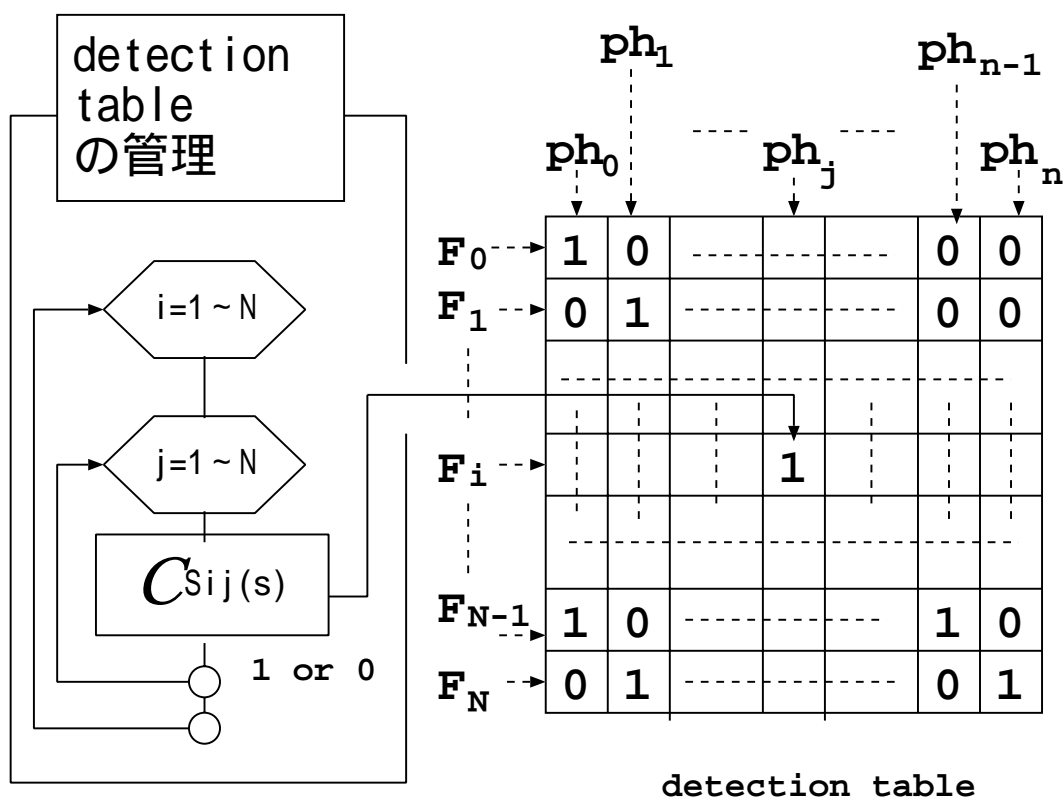 detection
table
の管理
i=1～N
j=1～N
CSij(s)
1 or 0
ph1 phn-1
ph0 phj phn
F0 1 0 0 0
F1 0 1 0 0
Fi 1
FN-1 1 0 1 0
FN 0 1 0 1
detection table